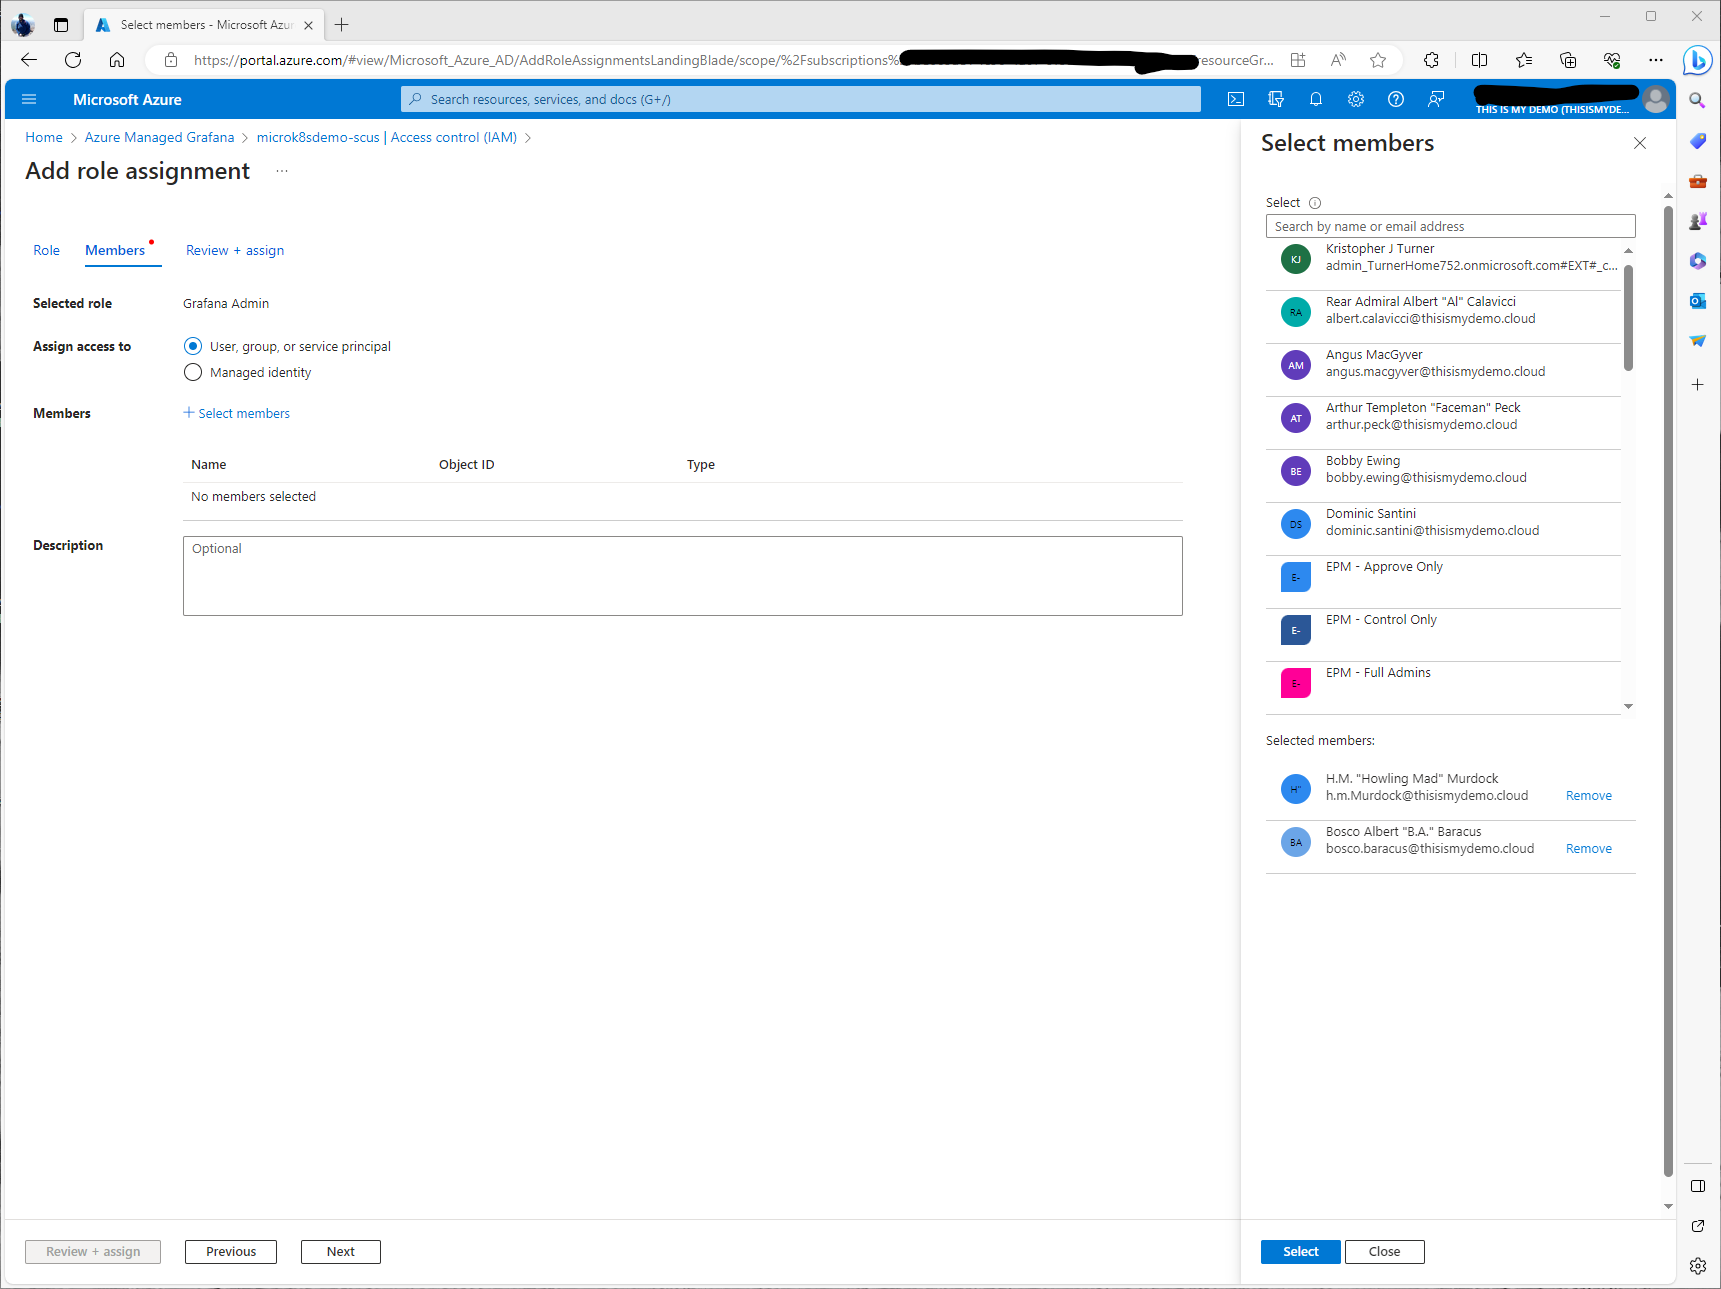 Select members - Microsoft Azur
https://portal.azure.com/#view/Microsoft_Azure_AD/AddRoleAssignmentsLandingBlade/scope/%2Fsubscriptions%
esourceGr...
Microsoft Azure
Search resources, services, and docs (G+/)
THIS IS MY DEMO (THISISMYDE...
Home > Azure Managed Grafana > microk8sdemo-scus | Access control (IAM) >
Add role assignment
...
Role
Members
Review + assign
Selected role
Grafana Admin
Assign access to
User, group, or service principal
Managed identity
Members
+ Select members
Name
Object ID
Type
No members selected
Description
Optional
Review + assign
Previous
Next
Select members
Select
Search by name or email address
KJ
Kristopher J Turner
admin_TurnerHome752.onmicrosoft.com#EXT#_c...
RA
Rear Admiral Albert "Al" Calavicci
albert.calavicci@thisismydemo.cloud
AM
Angus MacGyver
angus.macgyver@thisismydemo.cloud
AT
Arthur Templeton "Faceman" Peck
arthur.peck@thisismydemo.cloud
BE
Bobby Ewing
bobby.ewing@thisismydemo.cloud
DS
Dominic Santini
dominic.santini@thisismydemo.cloud
E-
EPM - Approve Only
E-
EPM - Control Only
E-
EPM - Full Admins
Selected members:
H"
H.M. "Howling Mad" Murdock
h.m.Murdock@thisismydemo.cloud
Remove
BA
Bosco Albert "B.A." Baracus
bosco.baracus@thisismydemo.cloud
Remove
Select
Close